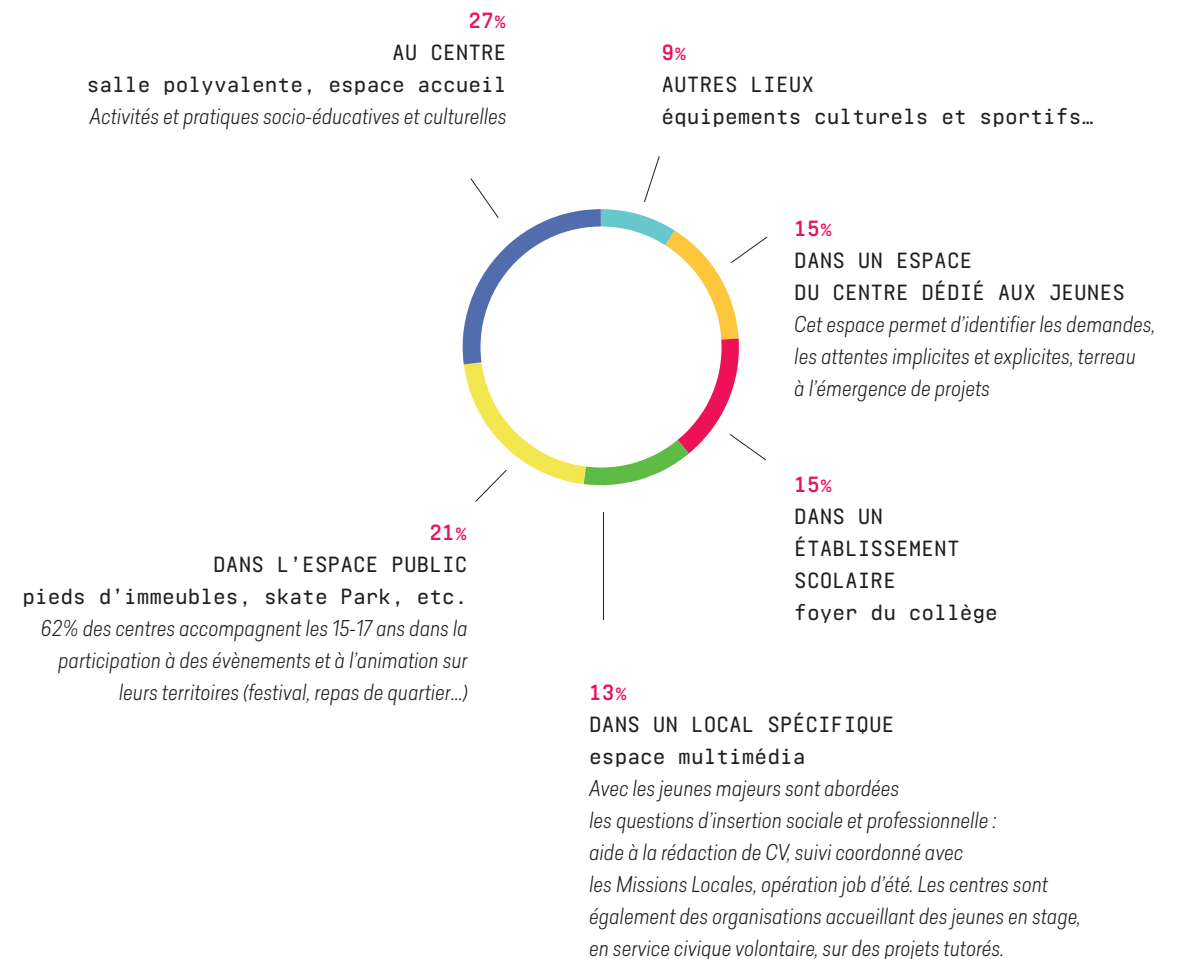 27%
AU CENTRE
salle polyvalente, espace accueil
Activités et pratiques socio-éducatives et culturelles
9%
AUTRES LIEUX
équipements culturels et sportifs…
15%
DANS UN ESPACE
DU CENTRE DÉDIÉ AUX JEUNES
Cet espace permet d'identifier les demandes,
les attentes implicites et explicites, terreau
à l'émergence de projets
15%
DANS UN
ÉTABLISSEMENT
SCOLAIRE
foyer du collège
21%
DANS L'ESPACE PUBLIC
pieds d'immeubles, skate Park, etc.
62% des centres accompagnent les 15-17 ans dans la
participation à des évènements et à l'animation sur
leurs territoires (festival, repas de quartier…)
13%
DANS UN LOCAL SPÉCIFIQUE
espace multimédia
Avec les jeunes majeurs sont abordées
les questions d'insertion sociale et professionnelle :
aide à la rédaction de CV, suivi coordonné avec
les Missions Locales, opération job d'été. Les centres sont
également des organisations accueillant des jeunes en stage,
en service civique volontaire, sur des projets tutorés.